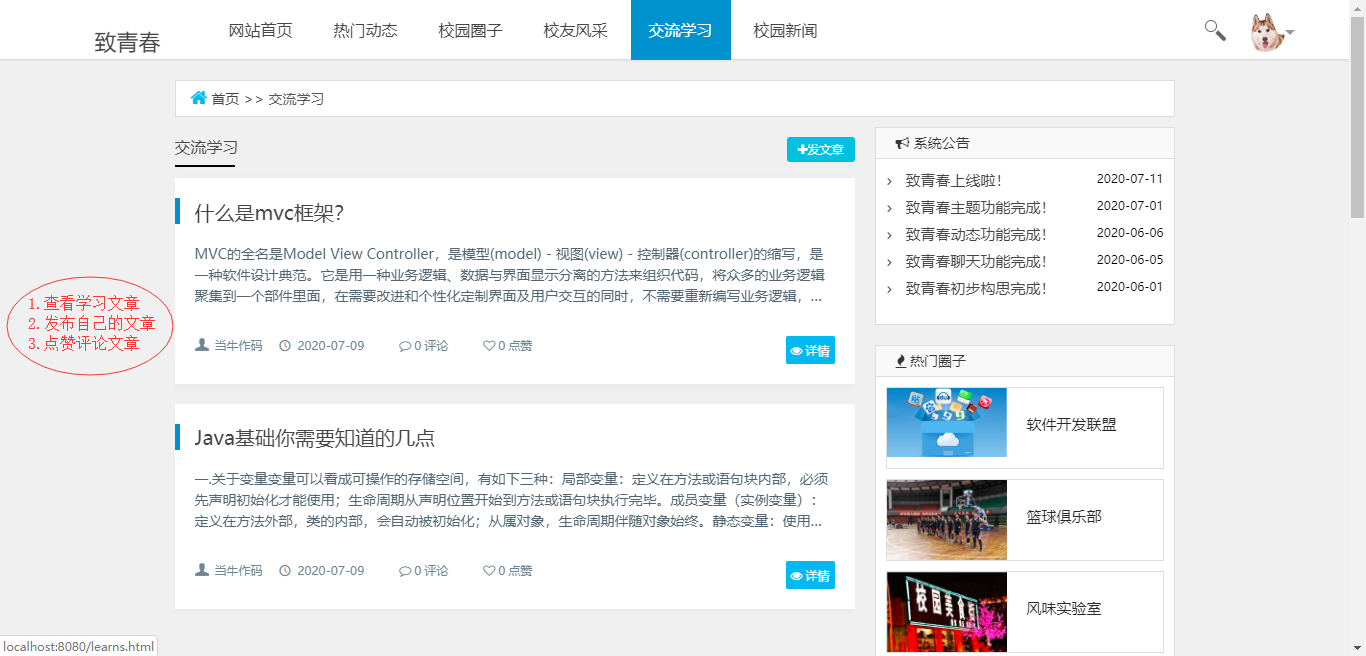 致青春
网站首页
热门动态
校园圈子
校友风采
交流学习
校园新闻
首页 >> 交流学习
交流学习
发文章
什么是mvc框架?
MVC的全名是Model View Controller，是模型(model) - 视图(view) - 控制器(controller)的缩写，是
一种软件设计典范。它是用一种业务逻辑、数据与界面显示分离的方法来组织代码，将众多的业务逻辑
聚集到一个部件里面，在需要改进和个性化定制界面及用户交互的同时，不需要重新编写业务逻辑，...
当牛作码 2020-07-09 0 评论 0 点赞
详情
Java基础你需要知道的几点
一.关于变量变量可以看成可操作的存储空间，有如下三种：局部变量：定义在方法或语句块内部，必须
先声明初始化才能使用；生命周期从声明位置开始到方法或语句块执行完毕。成员变量（实例变量）：
定义在方法外部，类的内部，会自动被初始化；从属对象，生命周期伴随对象始终。静态变量：使用...
当牛作码 2020-07-09 0 评论 0 点赞
详情
1. 查看学习文章
2. 发布自己的文章
3. 点赞评论文章
系统公告
致青春上线啦！ 2020-07-11
致青春主题功能完成！ 2020-07-01
致青春动态功能完成！ 2020-06-06
致青春聊天功能完成！ 2020-06-05
致青春初步构思完成！ 2020-06-01
热门圈子
软件开发联盟
篮球俱乐部
校园美食
风味实验室
localhost:8080/learns.html